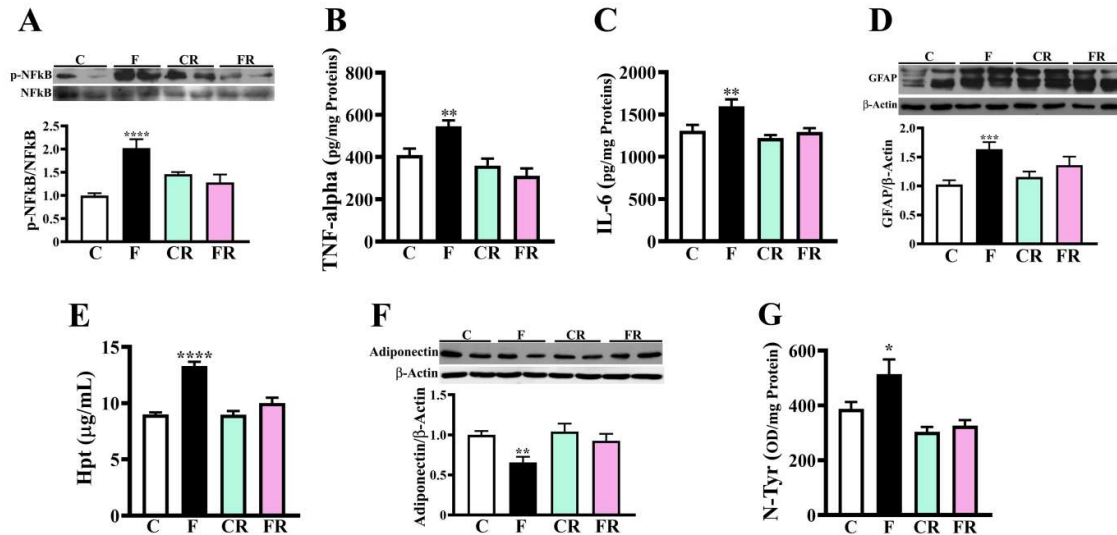 A
C F CR FR
p-NFkB
NFkB
p-NFkB/NFkB
2.5
2.0
1.5
1.0
0.5
****
C F CR FR
B
TNF-alpha (pg/mg Proteins)
800
600
400
200
0
**
C F CR FR
C
IL-6 (pg/mg Proteins)
2000
1500
1000
500
0
**
C F CR FR
D
C F CR FR
GFAP
β-Actin
GFAP/β-Actin
2.0
1.5
1.0
0.5
***
C F CR FR
E
Hpt (μg/mL)
15
10
5
0
****
C F CR FR
F
C F CR FR
Adiponectin
β-Actin
Adiponectin/β-Actin
1.5
1.0
0.5
0.0
**
C F CR FR
G
N-Tyr (OD/mg Protein)
600
400
200
0
*
C F CR FR